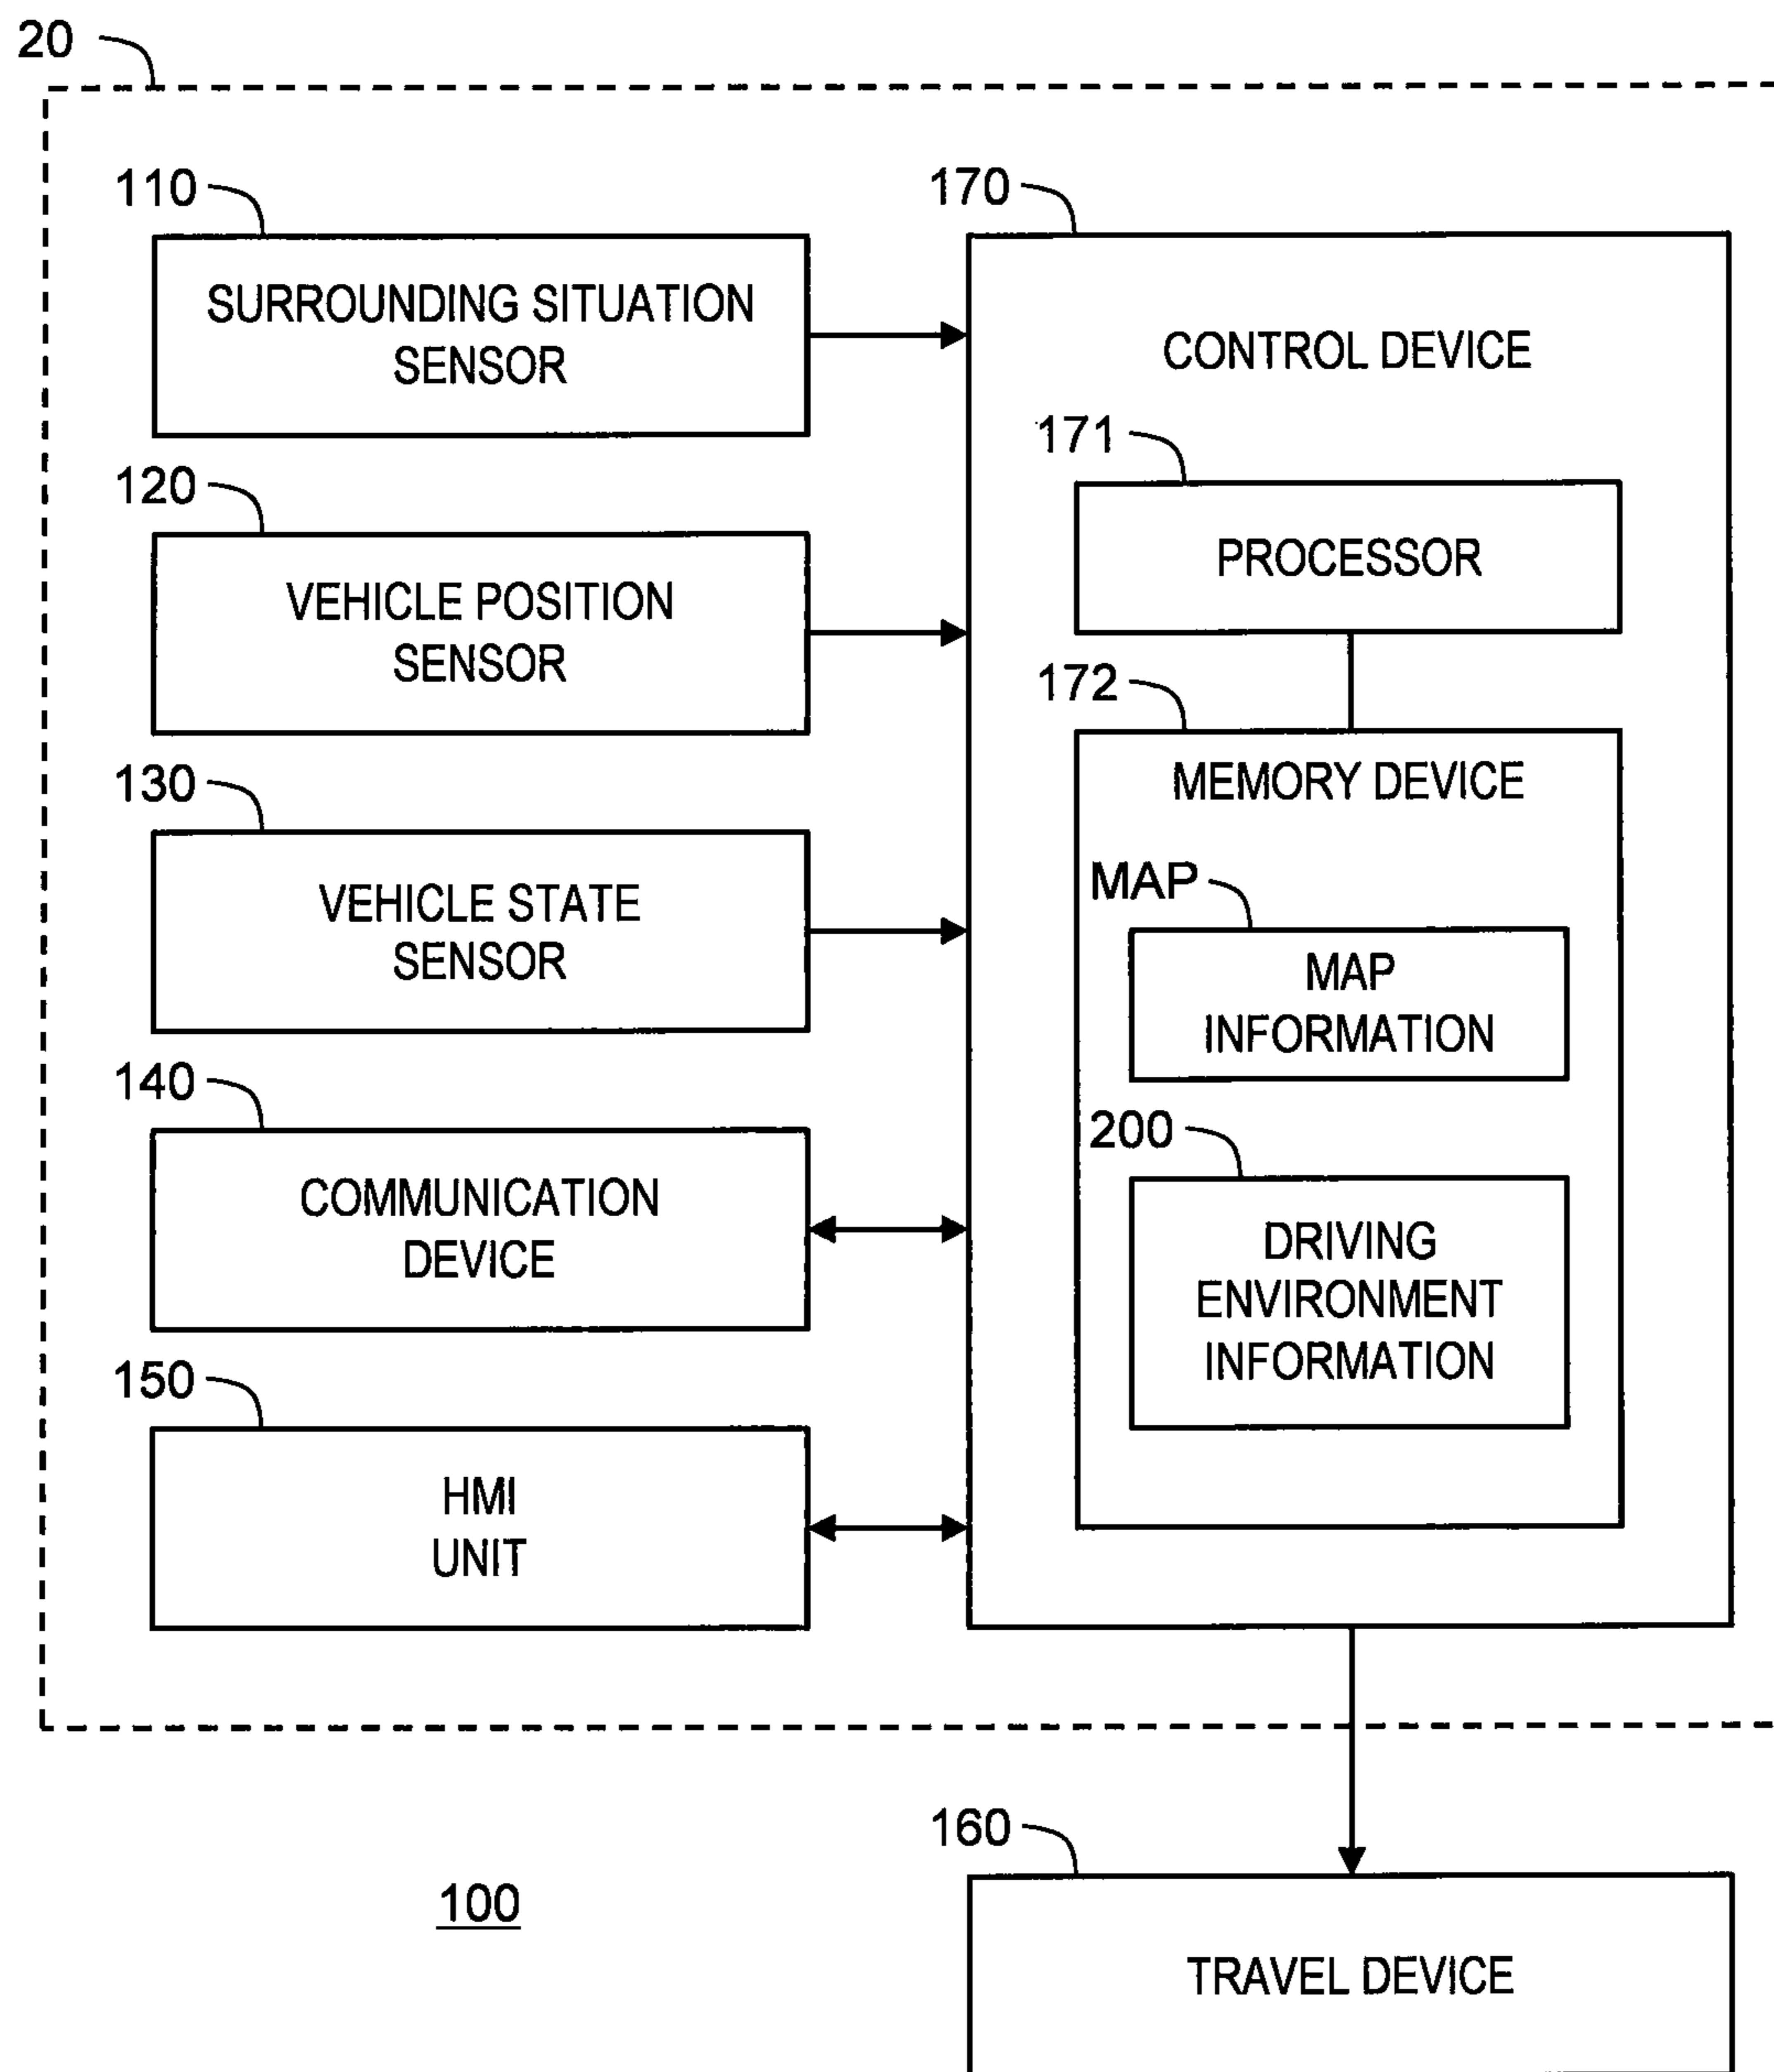 20
110
SURROUNDING SITUATION
SENSOR
120
VEHICLE POSITION
SENSOR
130
VEHICLE STATE
SENSOR
140
COMMUNICATION
DEVICE
150
HMI
UNIT
170
CONTROL DEVICE
171
PROCESSOR
172
MEMORY DEVICE
MAP
MAP
INFORMATION
200
DRIVING
ENVIRONMENT
INFORMATION
100
160
TRAVEL DEVICE